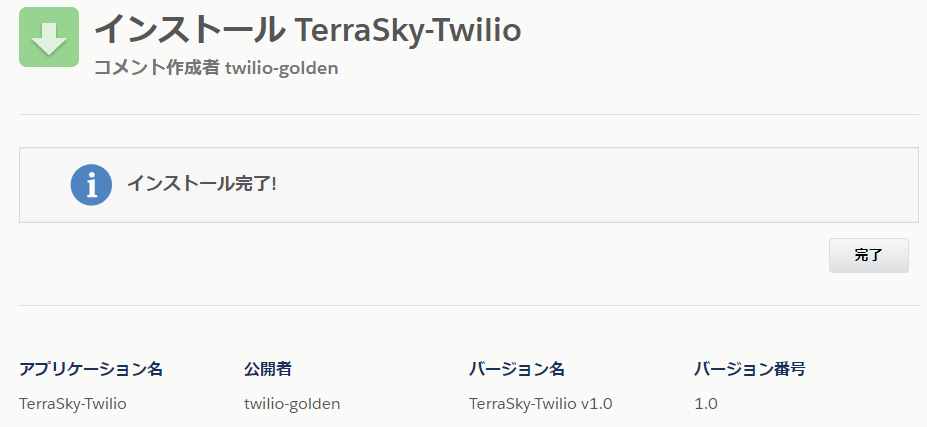 インストール TerraSky-Twilio
コメント作成者 twilio-golden
インストール完了!
完了
アプリケーション名 公開者 バージョン名 バージョン番号
TerraSky-Twilio twilio-golden TerraSky-Twilio v1.0 1.0